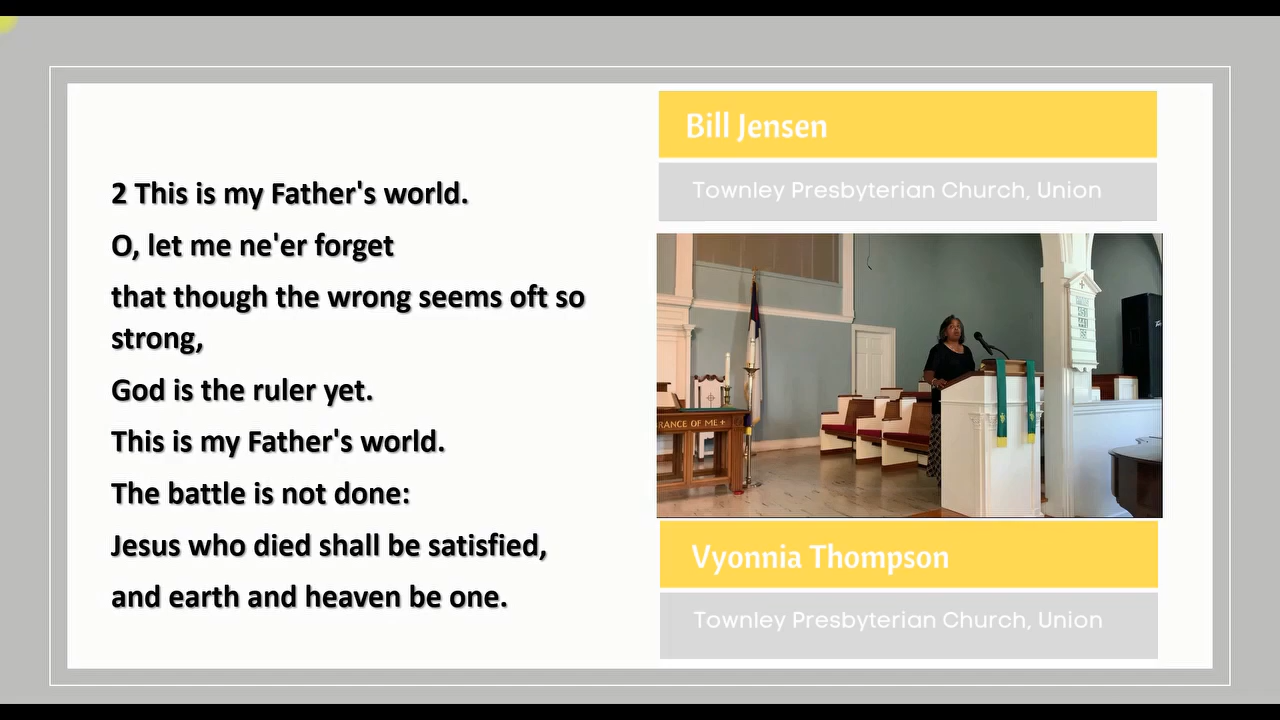 2 This is my Father's world.
O, let me ne'er forget
that though the wrong seems oft so
strong,
God is the ruler yet.
This is my Father's world.
The battle is not done:
Jesus who died shall be satisfied,
and earth and heaven be one.
Bill Jensen
Townley Presbyterian Church, Union
RANCE OF ME +
Vyonnia Thompson
Townley Presbyterian Church, Union